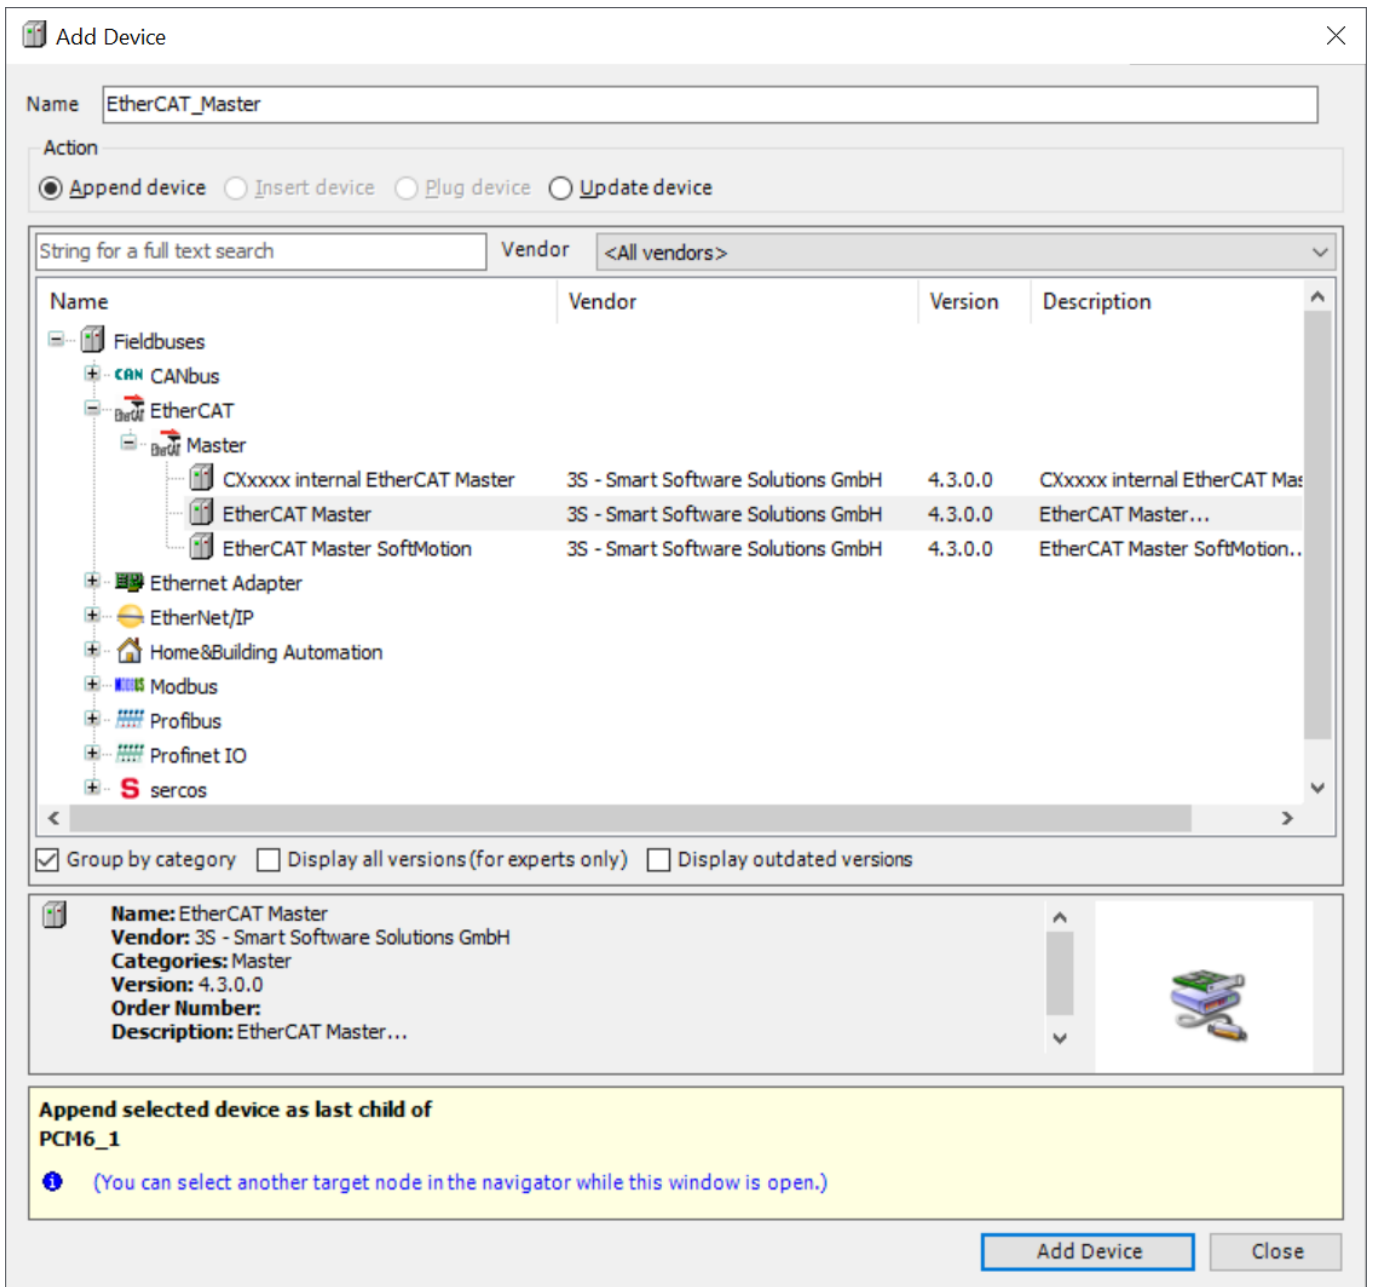 Add Device
Name EtherCAT_Master
Action
Append device Insert device Plug device Update device
String for a full text search Vendor <All vendors>
Name Vendor Version Description
Fieldbuses
CAN CANbus
EtherCAT EtherCAT
EtherCAT Master
CXxxxx internal EtherCAT Master 3S - Smart Software Solutions GmbH 4.3.0.0 CXxxxx internal EtherCAT Mas
EtherCAT Master 3S - Smart Software Solutions GmbH 4.3.0.0 EtherCAT Master...
EtherCAT Master SoftMotion 3S - Smart Software Solutions GmbH 4.3.0.0 EtherCAT Master SoftMotion...
Ethernet Adapter
EtherNet/IP
Home&Building Automation
MODBUS Modbus
Profibus
Profinet IO
S sercos
Group by category Display all versions (for experts only) Display outdated versions
Name: EtherCAT Master
Vendor: 3S - Smart Software Solutions GmbH
Categories: Master
Version: 4.3.0.0
Order Number:
Description: EtherCAT Master...
Append selected device as last child of
PCM6_1
(You can select another target node in the navigator while this window is open.)
Add Device Close